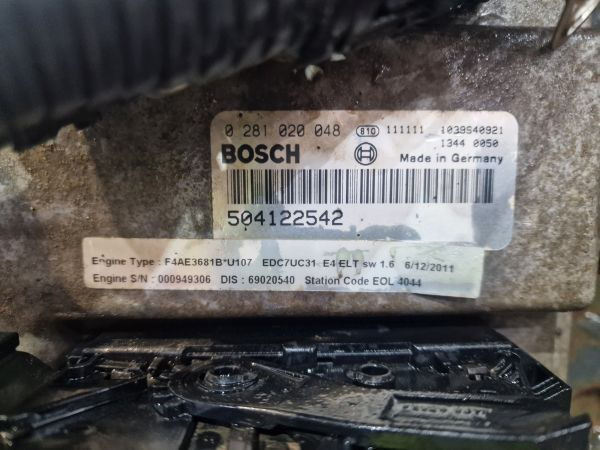 0 281 020 048 810 111111 1039S40921
1344 0050
BOSCH Made in Germany
504122542
Engine Type : F4AE3681B*U107 EDC7UC31 E4 ELT sw 1.6 6/12/2011
Engine S/N : 000949306 DIS : 69020540 Station Code EOL 4044